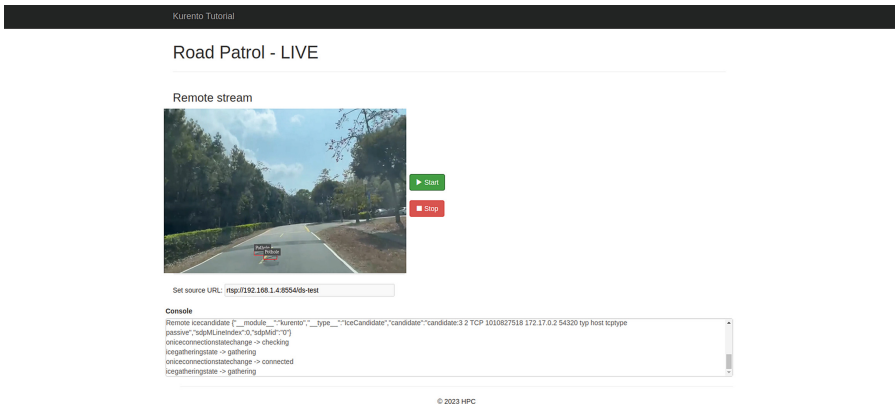 Kurento Tutorial
Road Patrol - LIVE
Remote stream
Start
Stop
Pothole
Pothole
Set source URL: rtsp://192.168.1.4:8554/ds-test
Console
Remote icecandidate {"__module__":"kurento","__type__":"IceCandidate","candidate":"candidate:3 2 TCP 1010827518 172.17.0.2 54320 typ host tcptype
passive","sdpMLineIndex":0,"sdpMid":"0"}
oniceconnectionstatechange -> checking
icegatheringstate -> gathering
oniceconnectionstatechange -> connected
icegatheringstate -> gathering
© 2023 HPC